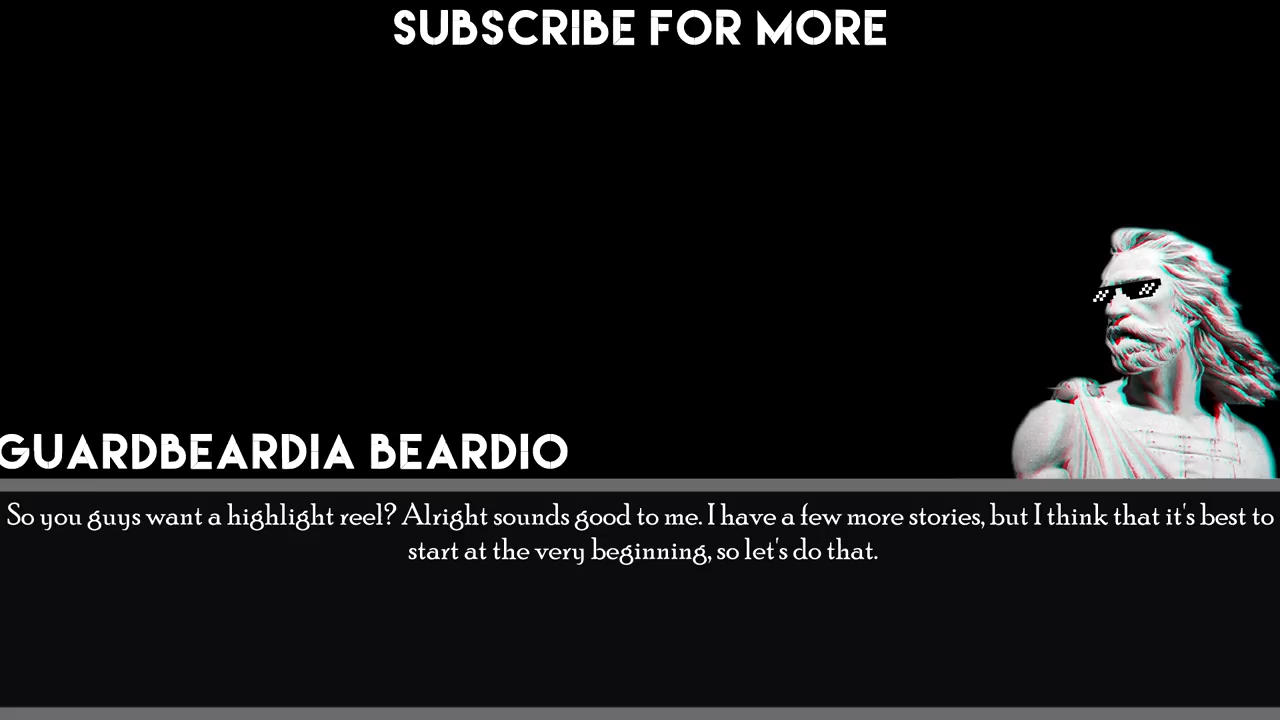 SUBSCRIBE FOR MORE
GUARDBEARDIA BEARDIO
So you guys want a highlight reel? Alright sounds good to me. I have a few more stories, but I think that it's best to
start at the very beginning, so let's do that.